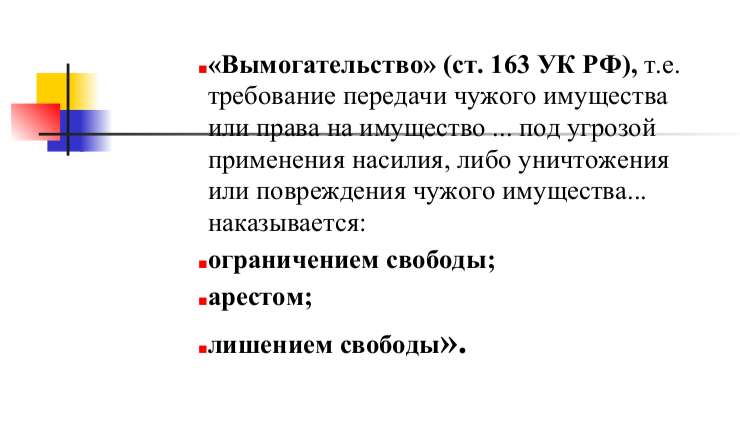 «Вымогательство» (ст. 163 УК РФ), т.е.
требование передачи чужого имущества
или права на имущество ... под угрозой
применения насилия, либо уничтожения
или повреждения чужого имущества...
наказывается:
ограничением свободы;
арестом;
лишением свободы».